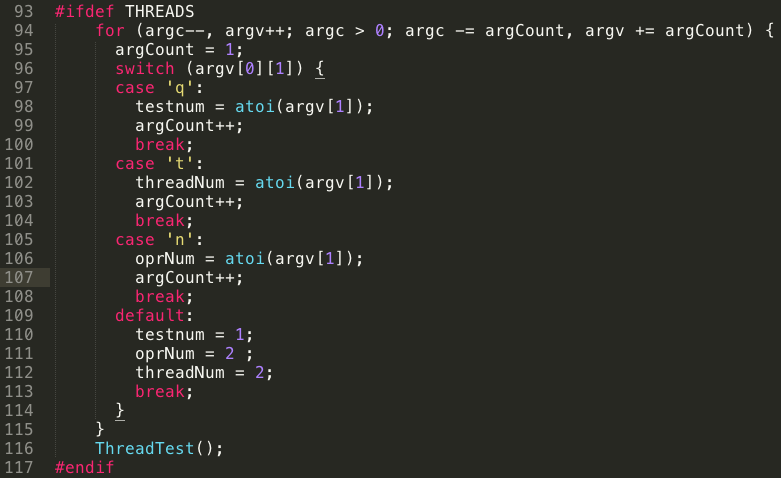 93 #ifdef THREADS
94     for (argc--, argv++; argc > 0; argc -= argCount, argv += argCount) {
95       argCount = 1;
96       switch (argv[0][1]) {
97       case 'q':
98         testnum = atoi(argv[1]);
99         argCount++;
100         break;
101       case 't':
102         threadNum = atoi(argv[1]);
103         argCount++;
104         break;
105       case 'n':
106         oprNum = atoi(argv[1]);
107         argCount++;
108         break;
109       default:
110         testnum = 1;
111         oprNum = 2 ;
112         threadNum = 2;
113         break;
114       }
115     }
116     ThreadTest();
117 #endif